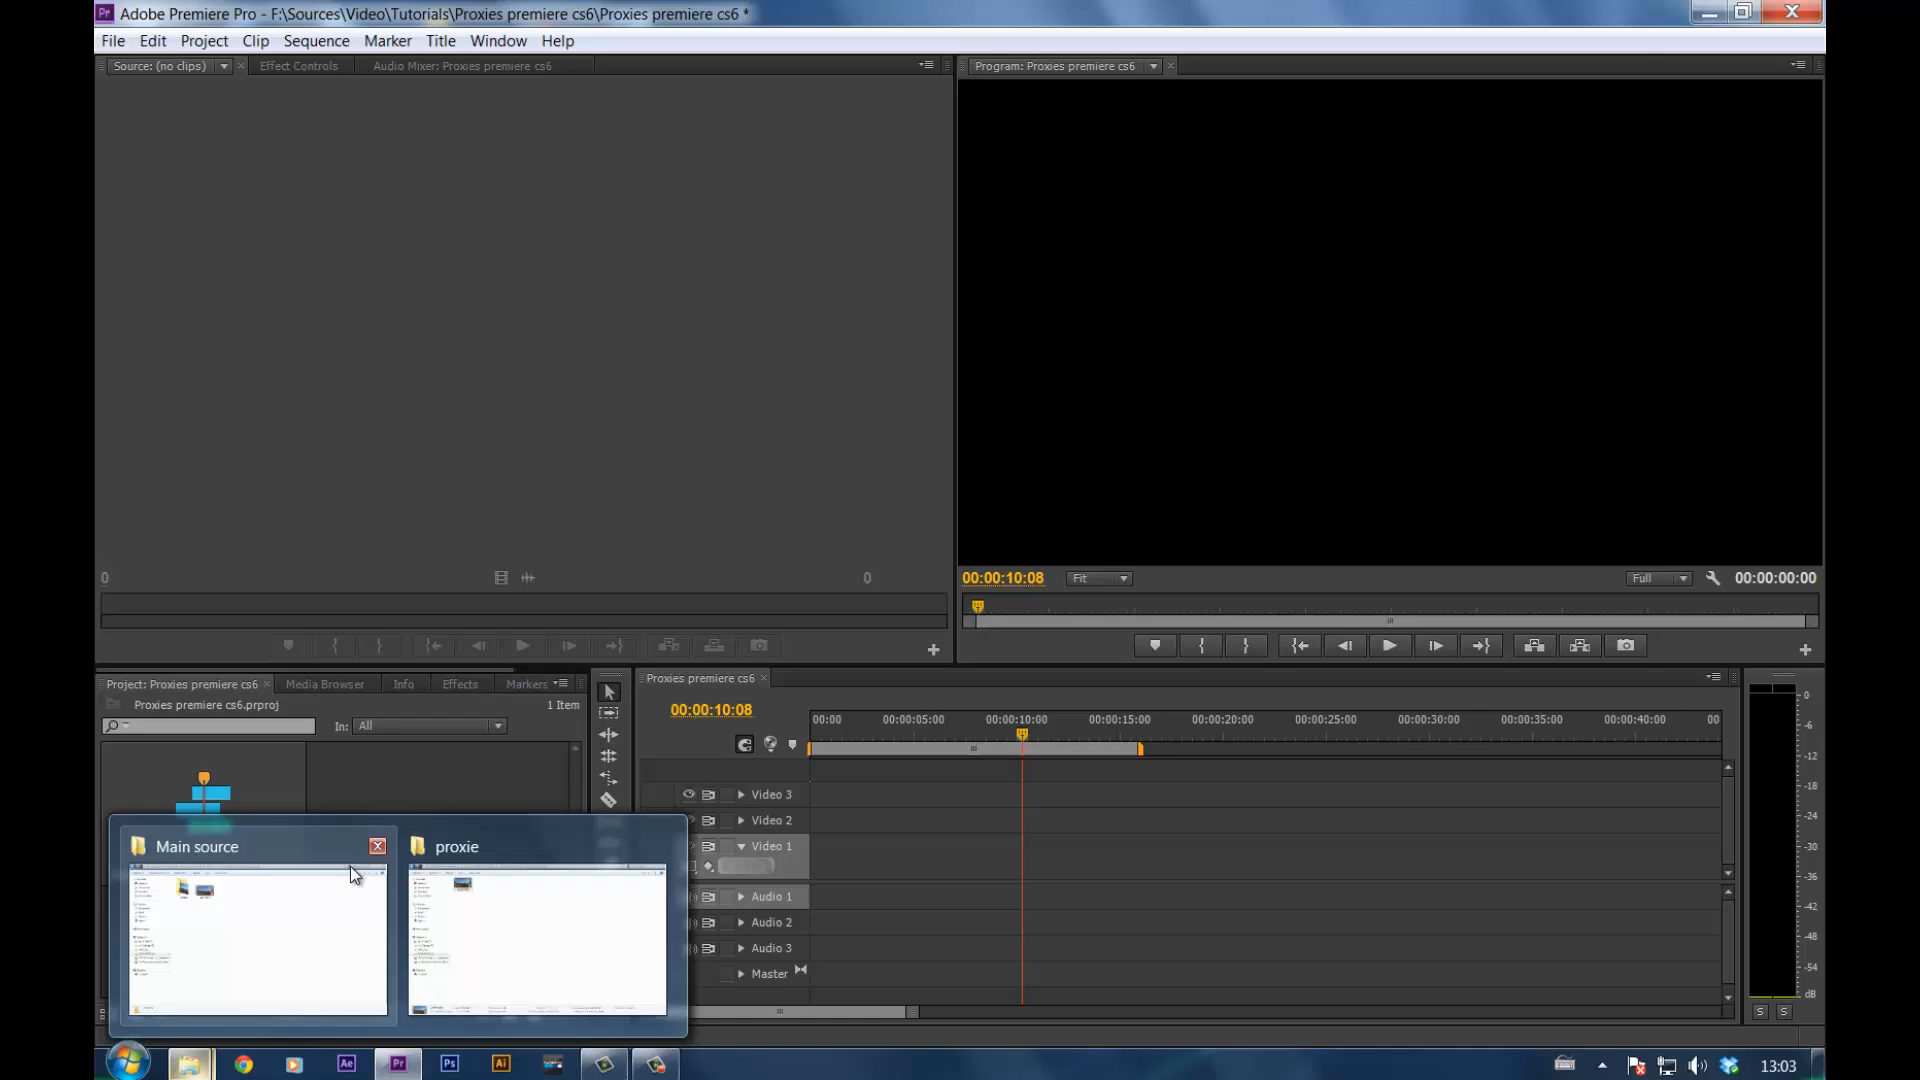 Pr Adobe Premiere Pro - F:\Sources\Video\Tutorials\Proxies premiere cs6\Proxies premiere cs6 *
File Edit Project Clip Sequence Marker Title Window Help
Source: (no clips) Effect Controls Audio Mixer: Proxies premiere cs6
Program: Proxies premiere cs6
0 0
00:00:10:08 Fit Full 00:00:00:00
Project: Proxies premiere cs6 Media Browser Info Effects Markers
Proxies premiere cs6.prproj 1 Item
In: All
Proxies premiere cs6
00:00:10:08
00:00 00:00:05:00 00:00:10:00 00:00:15:00 00:00:20:00 00:00:25:00 00:00:30:00 00:00:35:00 00:00:40:00 00
Video 3
Video 2
Video 1
Audio 1
Audio 2
Audio 3
Master
0
-6
-12
-18
-24
-30
-36
-42
-48
-54
dB
S S
Main source
proxie
Ae Pr Ps Ai
13:03